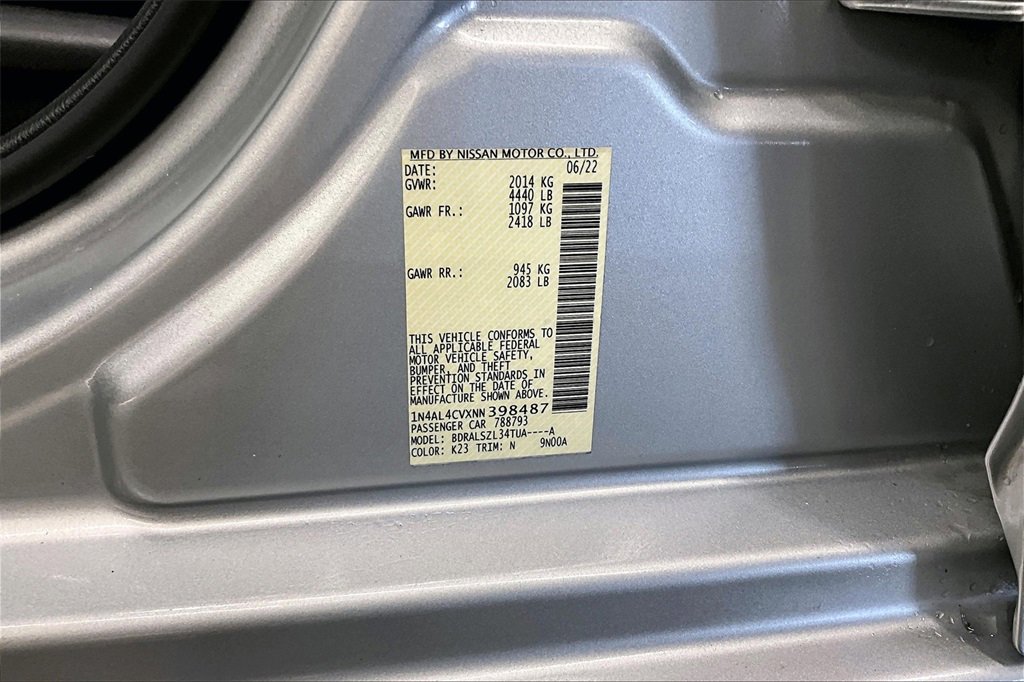 MFD BY NISSAN MOTOR CO., LTD.
DATE: 06/22
GVWR: 2014 KG
4440 LB
GAWR FR.: 1097 KG
2418 LB
GAWR RR.: 945 KG
2083 LB
THIS VEHICLE CONFORMS TO
ALL APPLICABLE FEDERAL
MOTOR VEHICLE SAFETY,
BUMPER, AND THEFT
PREVENTION STANDARDS IN
EFFECT ON THE DATE OF
MANUFACTURE SHOWN ABOVE.
1N4AL4CVXNN 398487
PASSENGER CAR 788793
MODEL: BDRALSZL34TUA----A
COLOR: K23 TRIM: N 9N00A